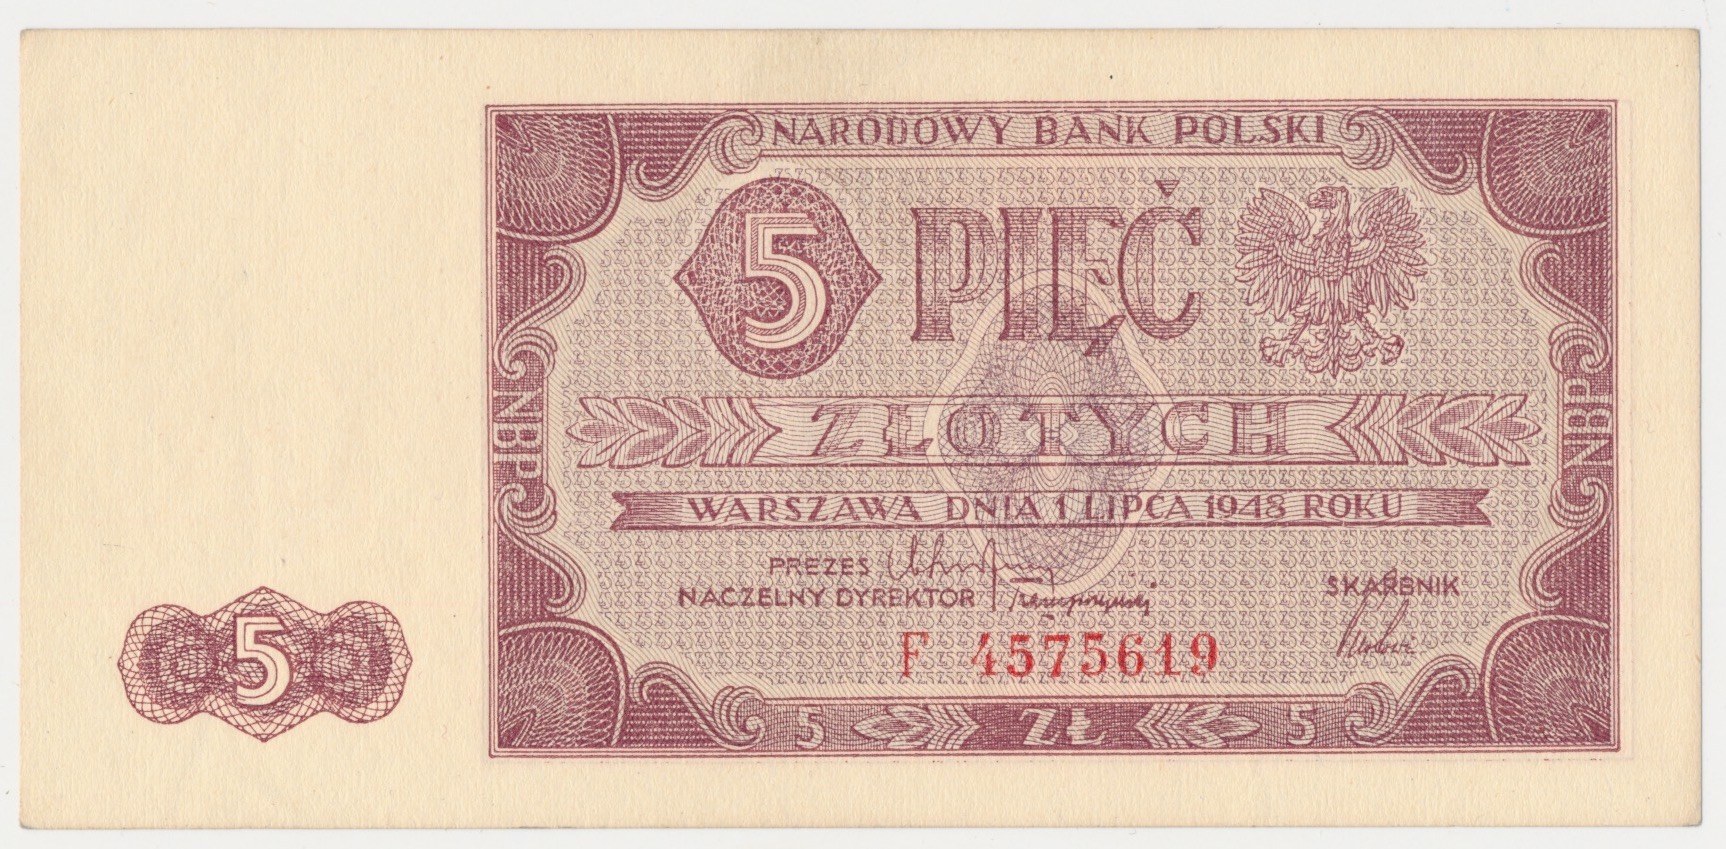 NARODOWY BANK POLSKI
5 PIĘĆ
ZŁOTYCH
WARSZAWA DNIA 1 LIPCA 1948 ROKU
PREZES
NACZELNY DYREKTOR
SKARBNIK
F 4575619
5 ZŁ 5
NBP
NBP
5